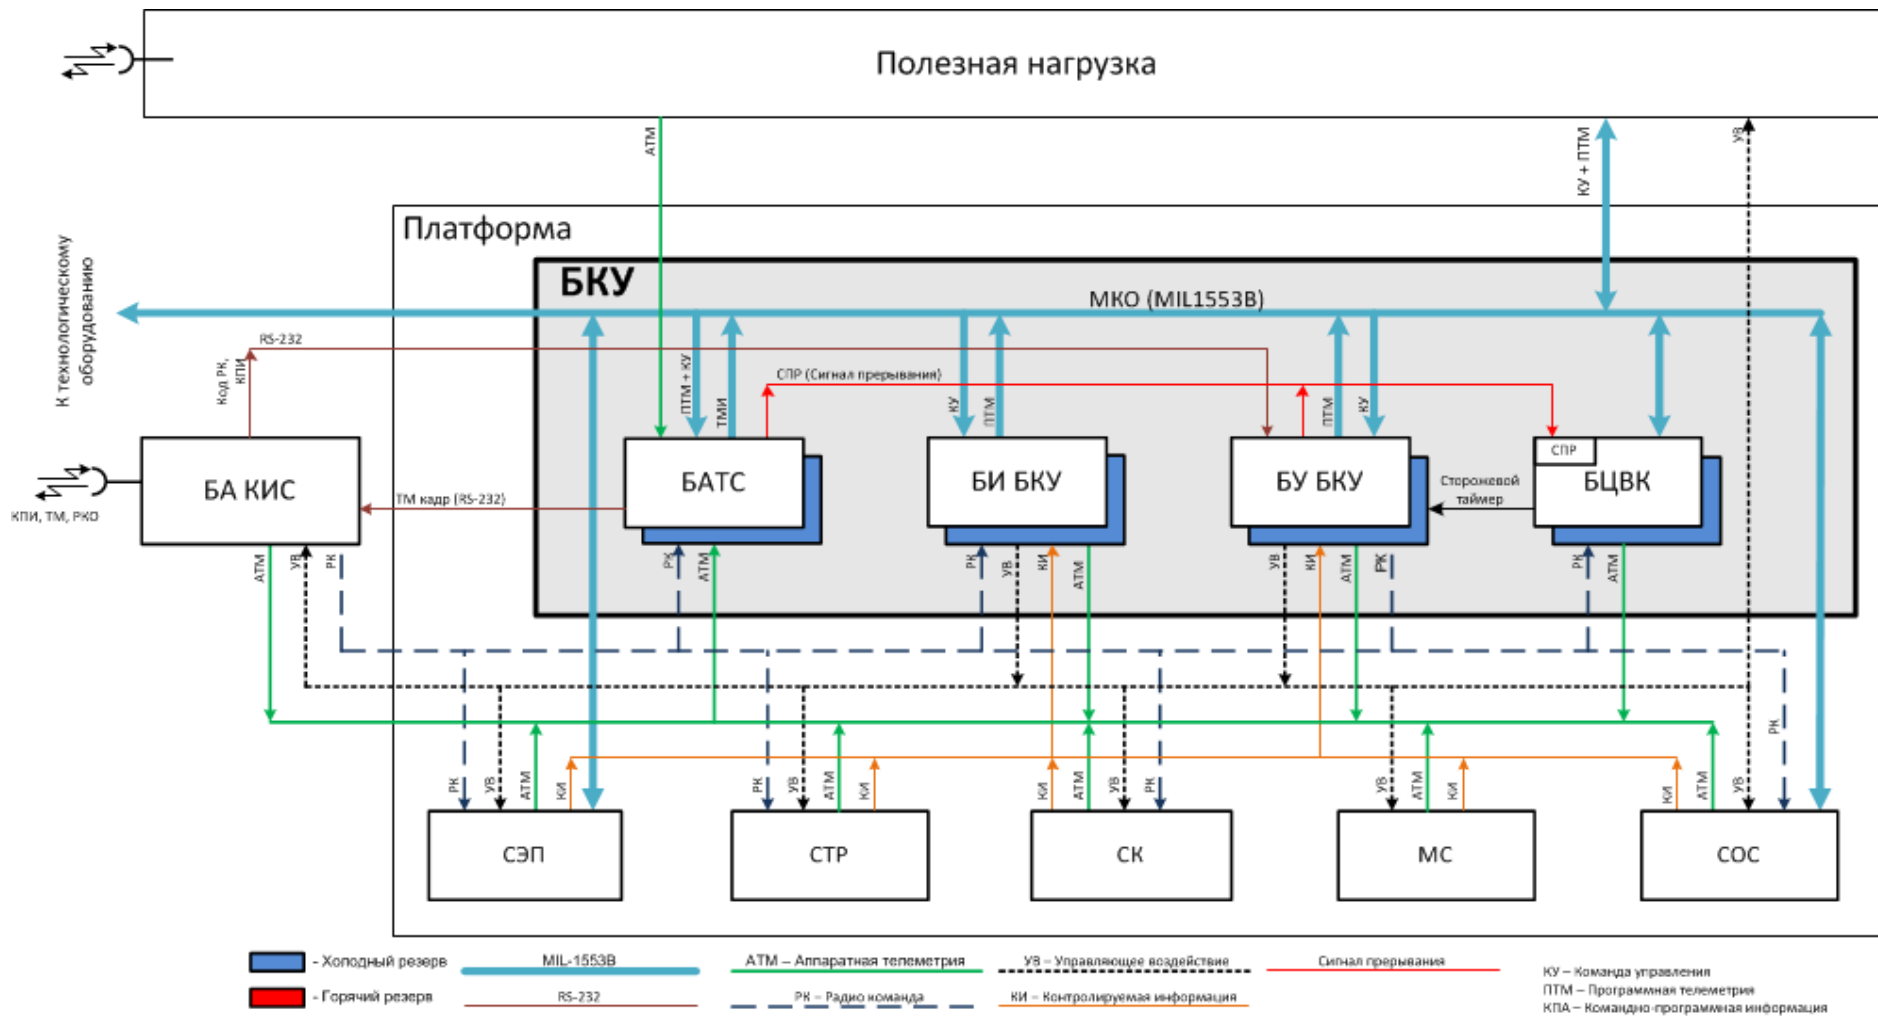 Полезная нагрузка
АТМ
КУ + ПТМ
УВ
Платформа
К технологическому
оборудованию
БКУ
МКО (MIL1553B)
RS-232
Код РК,
КПИ
ПТМ + КУ
ТМИ
СПР (Сигнал прерывания)
КУ
ПТМ
ПТМ
КУ
БА КИС
КПИ, ТМ, РКО
ТМ кадр (RS-232)
БАТС
БИ БКУ
БУ БКУ
Сторожевой
таймер
СПР
БЦВК
АТМ
УВ
РК
РК
АТМ
РК
УВ
КИ
АТМ
УВ
КИ
АТМ
РК
РК
АТМ
РК
РК
УВ
АТМ
КИ
РК
УВ
АТМ
КИ
КИ
АТМ
УВ
РК
УВ
АТМ
КИ
КИ
АТМ
УВ
СЭП
СТР
СК
МС
СОС
- Холодный резерв
MIL-1553B
АТМ – Аппаратная телеметрия
УВ – Управляющее воздействие
Сигнал прерывания
КУ – Команда управления
- Горячий резерв
RS-232
РК – Радио команда
КИ – Контролируемая информация
ПТМ – Программная телеметрия
КПА – Командно-программная информация